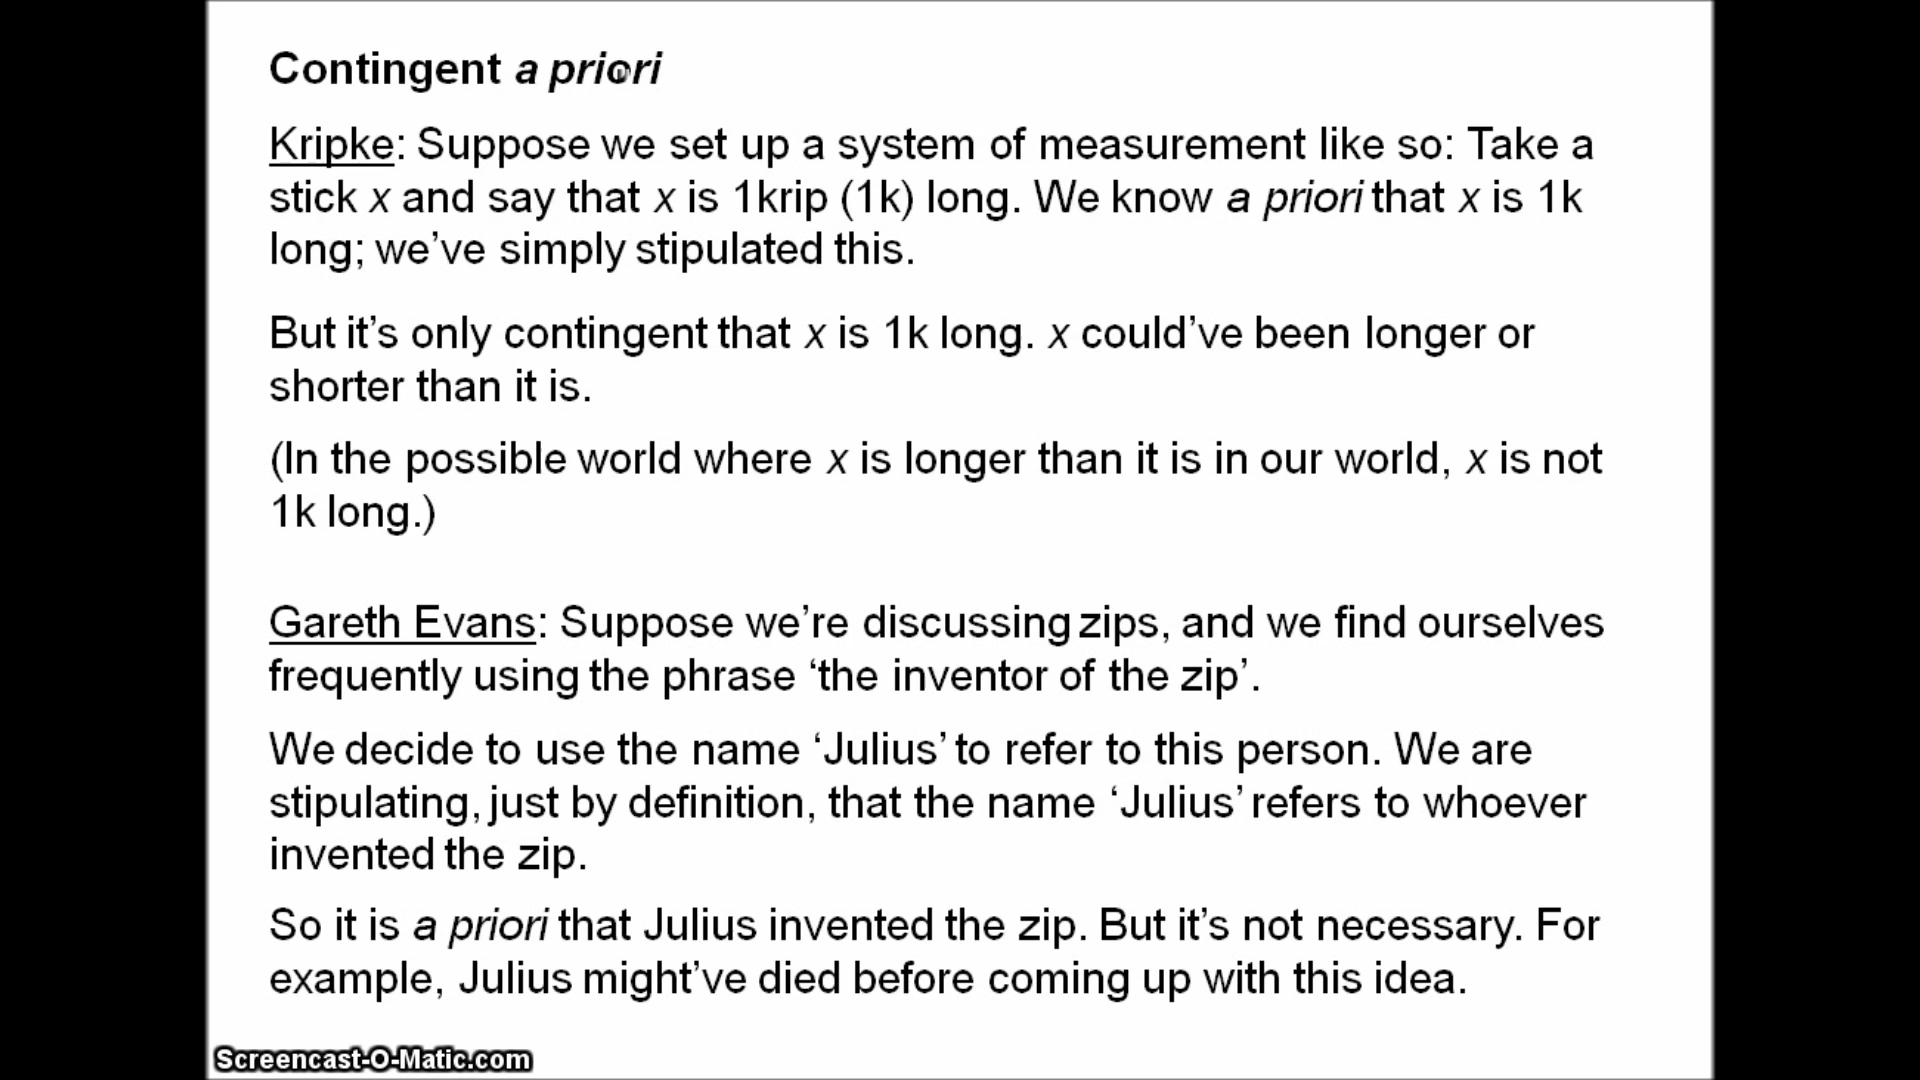 Contingent a priori
Kripke: Suppose we set up a system of measurement like so: Take a
stick x and say that x is 1krip (1k) long. We know a priori that x is 1k
long; we’ve simply stipulated this.
But it’s only contingent that x is 1k long. x could’ve been longer or
shorter than it is.
(In the possible world where x is longer than it is in our world, x is not
1k long.)
Gareth Evans: Suppose we’re discussing zips, and we find ourselves
frequently using the phrase ‘the inventor of the zip’.
We decide to use the name ‘Julius’ to refer to this person. We are
stipulating, just by definition, that the name ‘Julius’ refers to whoever
invented the zip.
So it is a priori that Julius invented the zip. But it’s not necessary. For
example, Julius might’ve died before coming up with this idea.
Screencast-O-Matic.com